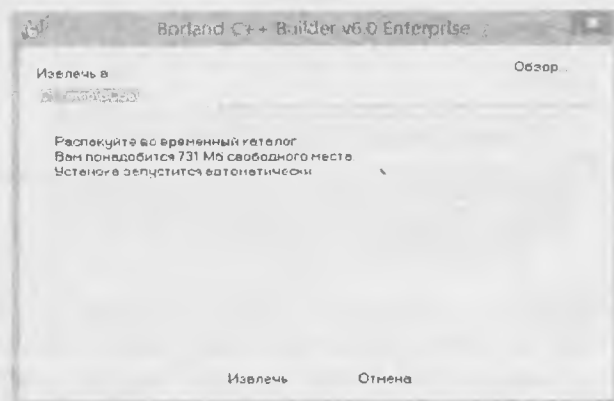 Borland C++ Builder v6.0 Enterprise
Извлечь в
Обзор...
Распакуйте во временный каталог
Вам понадобится 731 Мб свободного места
Установка запустится автоматически
Извлечь Отмена